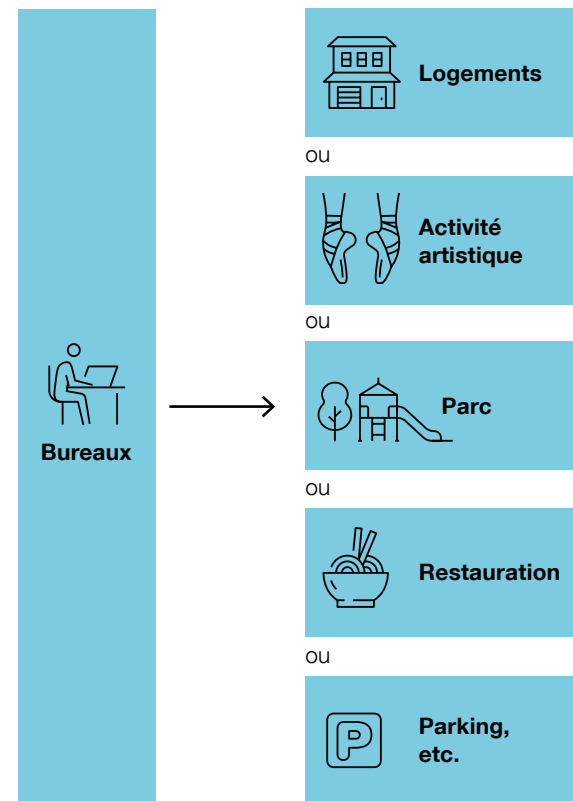 Bureaux
Logements
ou
Activité
artistique
ou
Parc
ou
Restauration
ou
P
Parking,
etc.